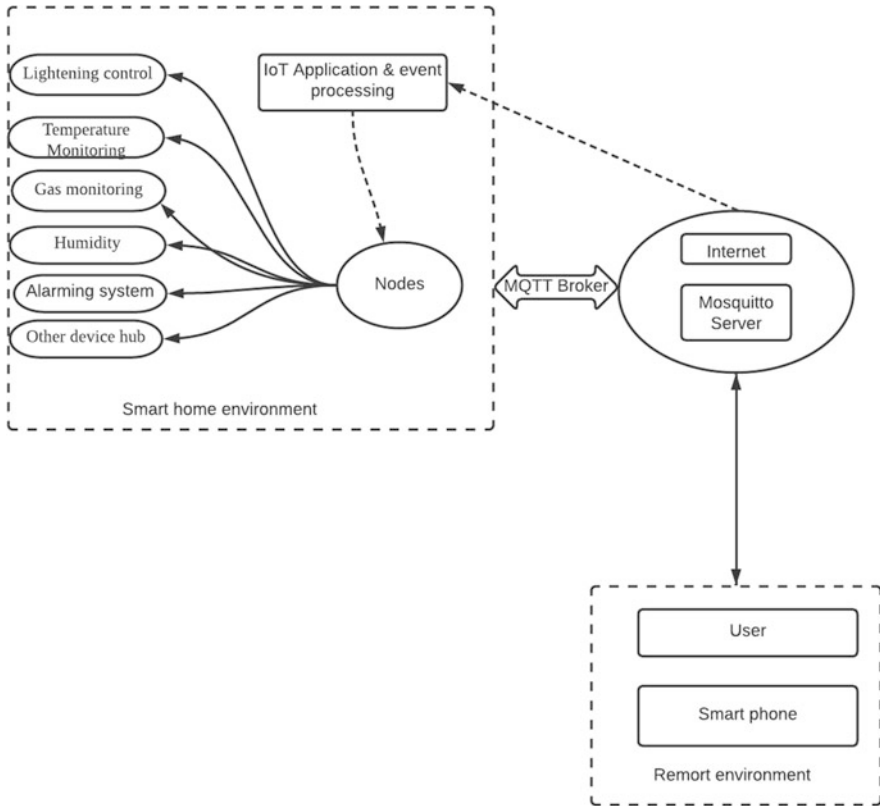 Lightening control
Temperature
Monitoring
Gas monitoring
Humidity
Alarming system
Other device hub
IoT Application & event
processing
Nodes
Smart home environment
MQTT Broker
Internet
Mosquitto
Server
User
Smart phone
Remort environment